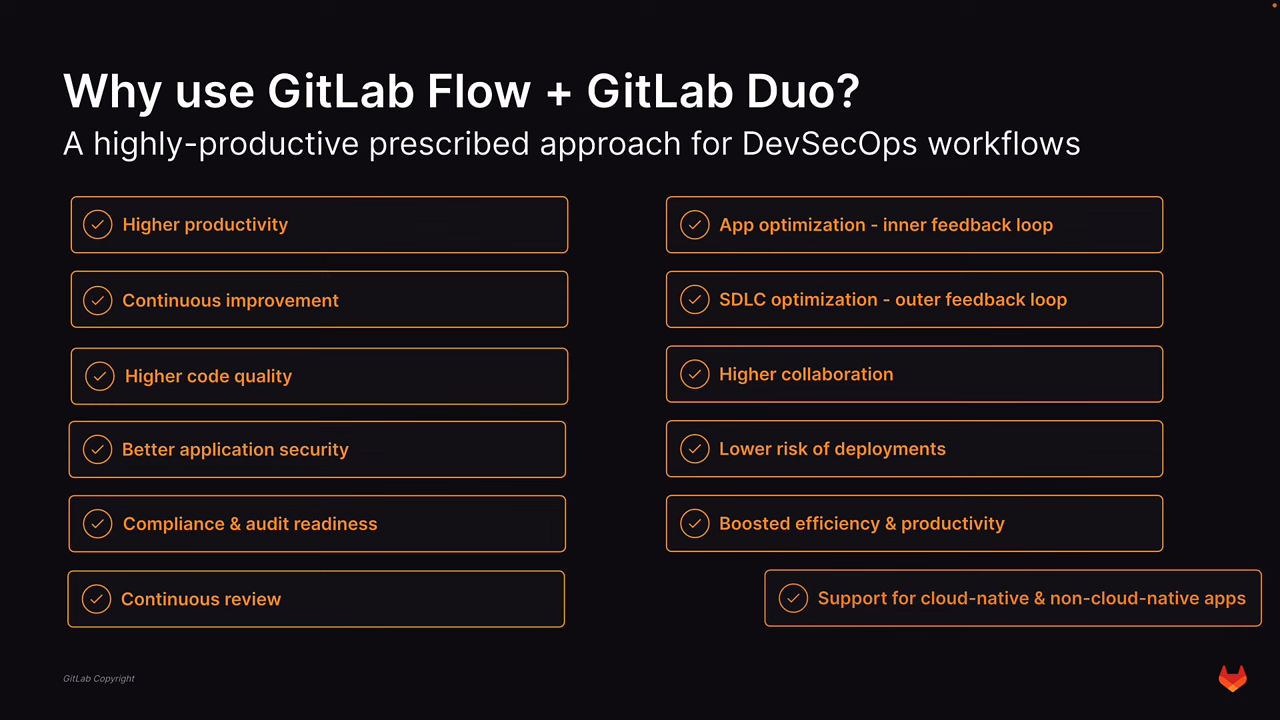 Why use GitLab Flow + GitLab Duo?
A highly-productive prescribed approach for DevSecOps workflows
Higher productivity
Continuous improvement
Higher code quality
Better application security
Compliance & audit readiness
Continuous review
App optimization - inner feedback loop
SDLC optimization - outer feedback loop
Higher collaboration
Lower risk of deployments
Boosted efficiency & productivity
Support for cloud-native & non-cloud-native apps
GitLab Copyright